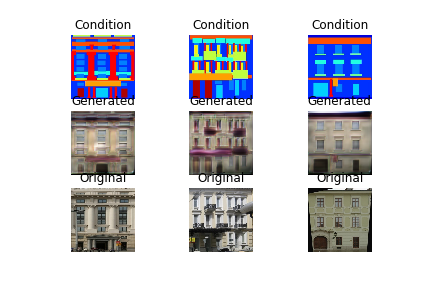 Condition Condition Condition
Generated Generated Generated
Original Original Original